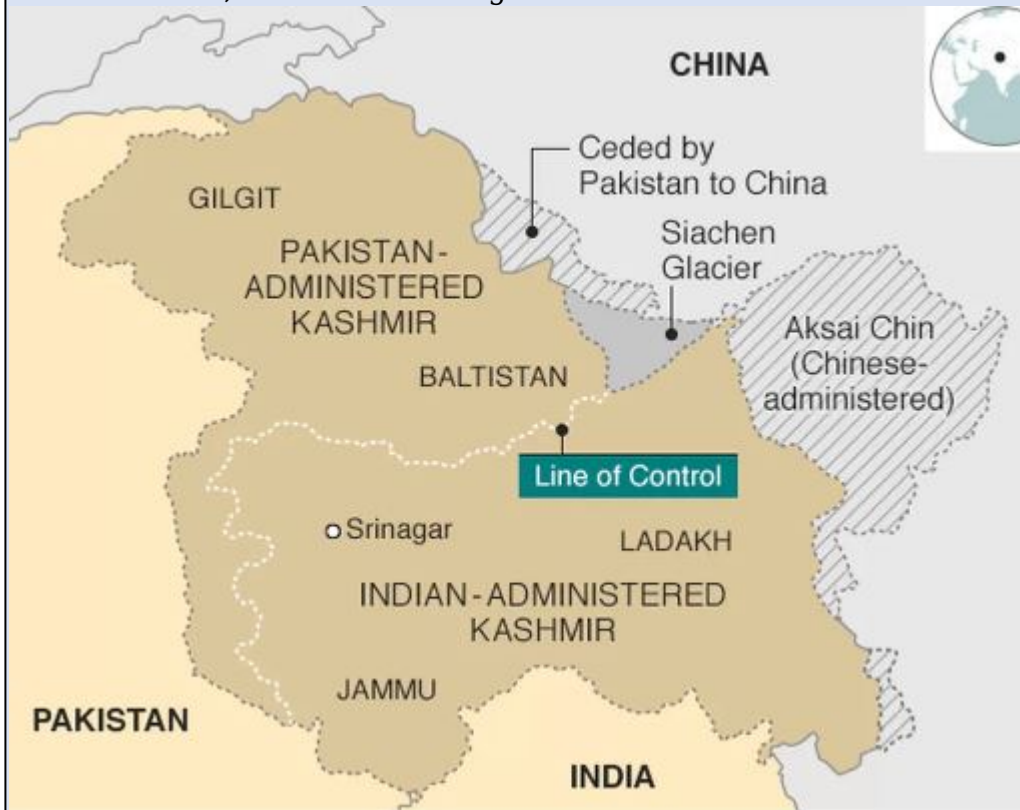 CHINA
Ceded by
Pakistan to China
Siachen
Glacier
GILGIT
PAKISTAN-
ADMINISTERED
KASHMIR
Aksai Chin
(Chinese-
administered)
BALTISTAN
Line of Control
Srinagar
LADAKH
INDIAN-ADMINISTERED
KASHMIR
JAMMU
PAKISTAN
INDIA